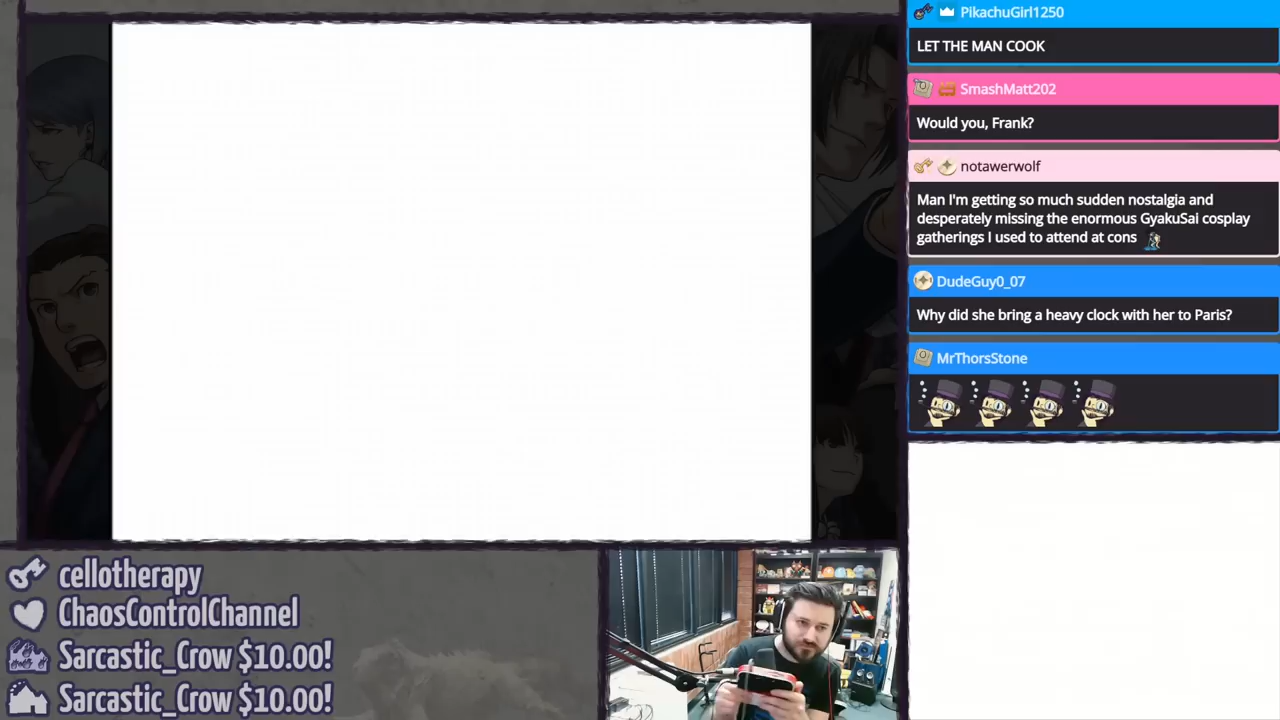 PikachuGirl1250
LET THE MAN COOK
SmashMatt202
Would you, Frank?
notawerwolf
Man I'm getting so much sudden nostalgia and
desperately missing the enormous GyakuSai cosplay
gatherings I used to attend at cons
DudeGuy0_07
Why did she bring a heavy clock with her to Paris?
MrThorsStone
cellotherapy
ChaosControlChannel
Sarcastic_Crow $10.00!
Sarcastic_Crow $10.00!